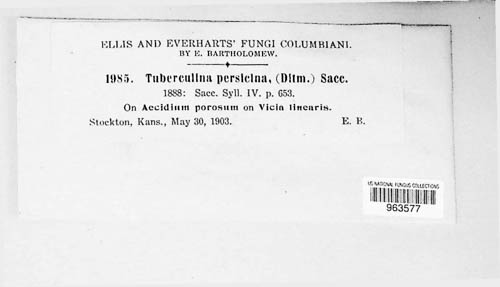 ELLIS AND EVERHARTS' FUNGI COLUMBIANI.
BY E. BARTHOLOMEW.
1985. Tuberculina persicina, (Ditm.) Sacc.
1888: Sacc. Syll. IV. p. 653.
On Aecidium porosum on Vicia linearis.
Stockton, Kans., May 30, 1903. E. B.
US NATIONAL FUNGUS COLLECTIONS
963577